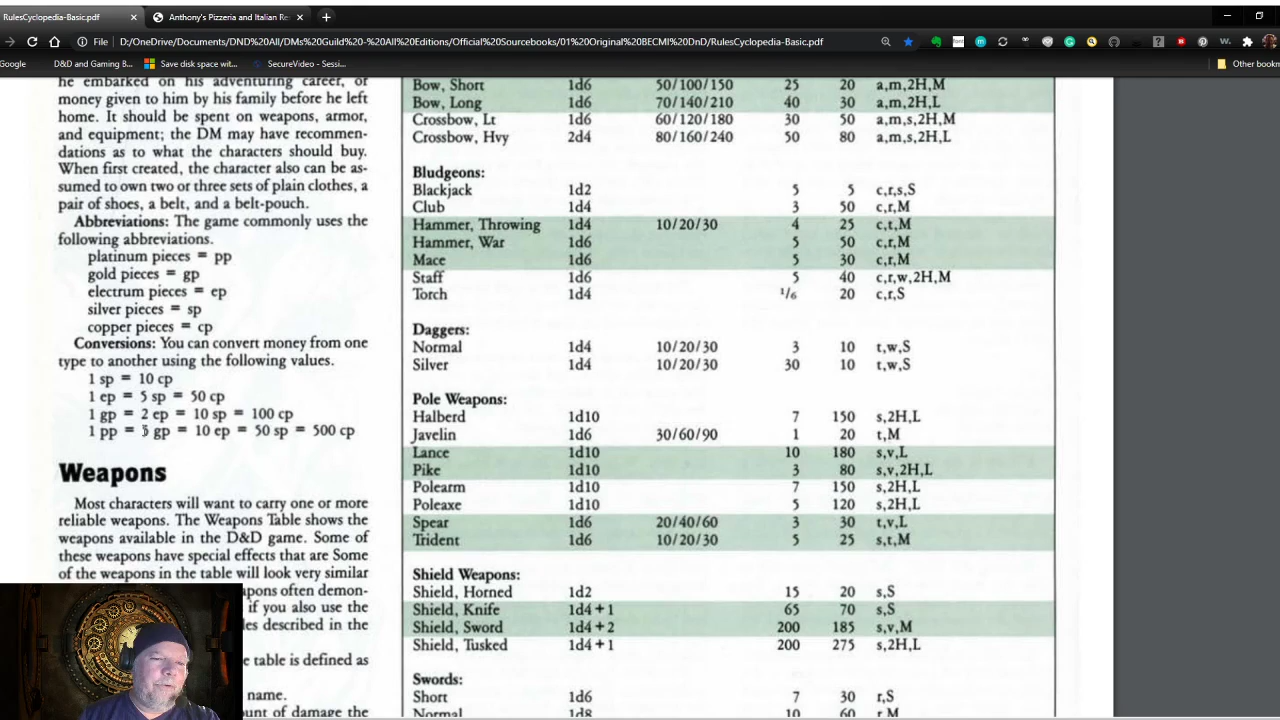 RulesCyclopedia-Basic.pdf
Anthony's Pizzeria and Italian Re
File
D:/OneDrive/Documents/DND%20All/DMs%20Guild%20-%20All%20Editions/Official%20Sourcebooks/01%20Original%20BECMI%20DnD/RulesCyclopedia-Basic.pdf
Google
D&D and Gaming B...
Save disk space wit...
SecureVideo - Sessi...
Other bookm
he embarked on his adventuring career, or
money given to him by his family before he left
home. It should be spent on weapons, armor,
and equipment; the DM may have recommen-
dations as to what the characters should buy.
When first created, the character also can be as-
sumed to own two or three sets of plain clothes, a
pair of shoes, a belt, and a belt-pouch.
Abbreviations: The game commonly uses the
following abbreviations.
platinum pieces = pp
gold pieces = gp
electrum pieces = ep
silver pieces = sp
copper pieces = cp
Conversions: You can convert money from one
type to another using the following values.
1 sp = 10 cp
1 ep = 5 sp = 50 cp
1 gp = 2 ep = 10 sp = 100 cp
1 pp = 5 gp = 10 ep = 50 sp = 500 cp
Weapons
Most characters will want to carry one or more
reliable weapons. The Weapons Table shows the
weapons available in the D&D game. Some of
these weapons have special effects that are Some
of the weapons in the table will look very similar
apons often demon-
if you also use the
les described in the
e table is defined as
name.
ount of damage the
Bow, Short 1d6 50/100/150 25 20 a,m,2H,M
Bow, Long 1d6 70/140/210 40 30 a,m,2H,L
Crossbow, Lt 1d6 60/120/180 30 50 a,m,s,2H,M
Crossbow, Hvy 2d4 80/160/240 50 80 a,m,s,2H,L
Bludgeons:
Blackjack 1d2 5 5 c,r,s,S
Club 1d4 3 50 c,r,M
Hammer, Throwing 1d4 10/20/30 4 25 c,t,M
Hammer, War 1d6 5 50 c,r,M
Mace 1d6 5 30 c,r,M
Staff 1d6 5 40 c,r,w,2H,M
Torch 1d4 1/6 20 c,r,S
Daggers:
Normal 1d4 10/20/30 3 10 t,w,S
Silver 1d4 10/20/30 30 10 t,w,S
Pole Weapons:
Halberd 1d10 7 150 s,2H,L
Javelin 1d6 30/60/90 1 20 t,M
Lance 1d10 10 180 s,v,L
Pike 1d10 3 80 s,v,2H,L
Polearm 1d10 7 150 s,2H,L
Poleaxe 1d10 5 120 s,2H,L
Spear 1d6 20/40/60 3 30 t,v,L
Trident 1d6 10/20/30 5 25 s,t,M
Shield Weapons:
Shield, Horned 1d2 15 20 s,S
Shield, Knife 1d4+1 65 70 s,S
Shield, Sword 1d4+2 200 185 s,v,M
Shield, Tusked 1d4+1 200 275 s,2H,L
Swords:
Short 1d6 7 30 r,S
Normal 1d8 10 60 r,M